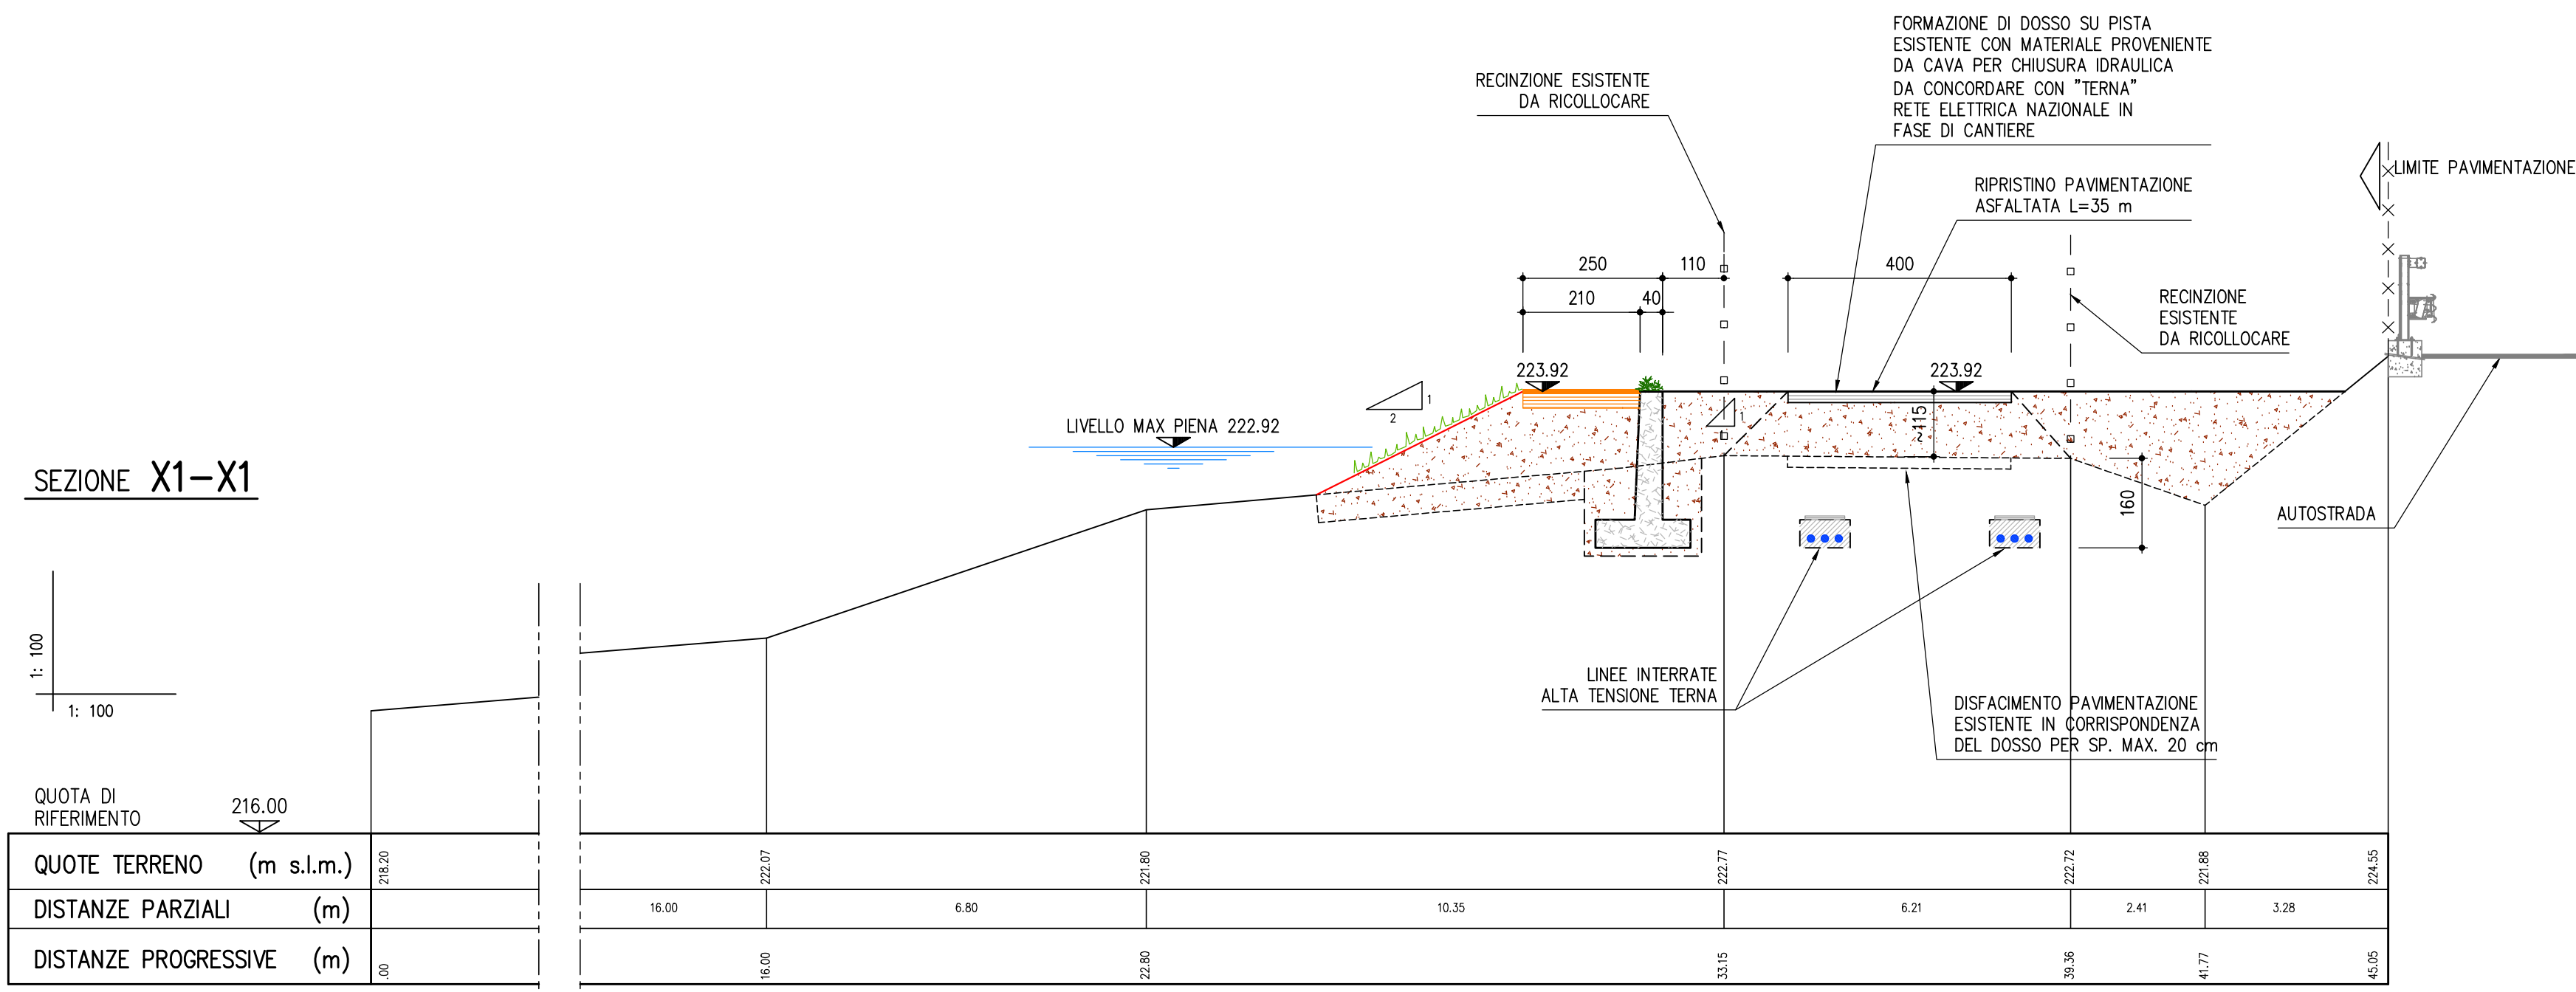 FORMAZIONE DI DOSSO SU PISTA
ESISTENTE CON MATERIALE PROVENIENTE
DA CAVA PER CHIUSURA IDRAULICA
DA CONCORDARE CON "TERNA"
RETE ELETTRICA NAZIONALE IN
FASE DI CANTIERE
RECINZIONE ESISTENTE
DA RICOLLOCARE
LIMITE PAVIMENTAZIONE
RIPRISTINO PAVIMENTAZIONE
ASFALTATA L=35 m
250
110
400
210
40
RECINZIONE
ESISTENTE
DA RICOLLOCARE
223.92
223.92
1
2
1
1
~115
LIVELLO MAX PIENA 222.92
SEZIONE X1-X1
160
AUTOSTRADA
1: 100
1: 100
LINEE INTERRATE
ALTA TENSIONE TERNA
DISFACIMENTO PAVIMENTAZIONE
ESISTENTE IN CORRISPONDENZA
DEL DOSSO PER SP. MAX. 20 cm
QUOTA DI
RIFERIMENTO
216.00
QUOTE TERRENO (m s.l.m.) 218.20 222.07 221.80 222.77 222.72 221.88 224.55
DISTANZE PARZIALI (m) 16.00 6.80 10.35 6.21 2.41 3.28
DISTANZE PROGRESSIVE (m) .00 16.00 22.80 33.15 39.36 41.77 45.05